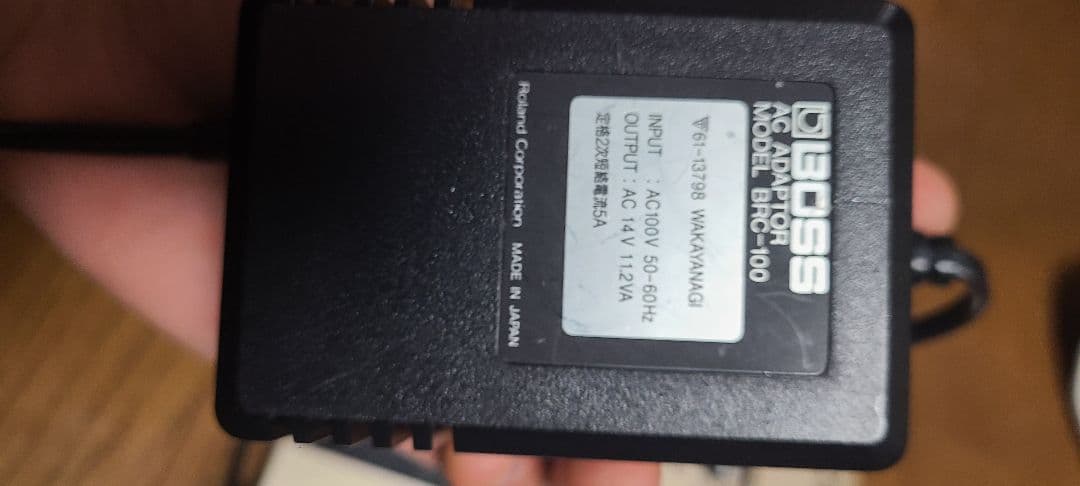 BOSS
AC ADAPTOR
MODEL BRC-100
▽61-13798 WAKAYANAGI
INPUT : AC100V 50-60Hz
OUTPUT : AC 14V 11.2VA
定格2次短絡電流5A
Roland Corporation MADE IN JAPAN